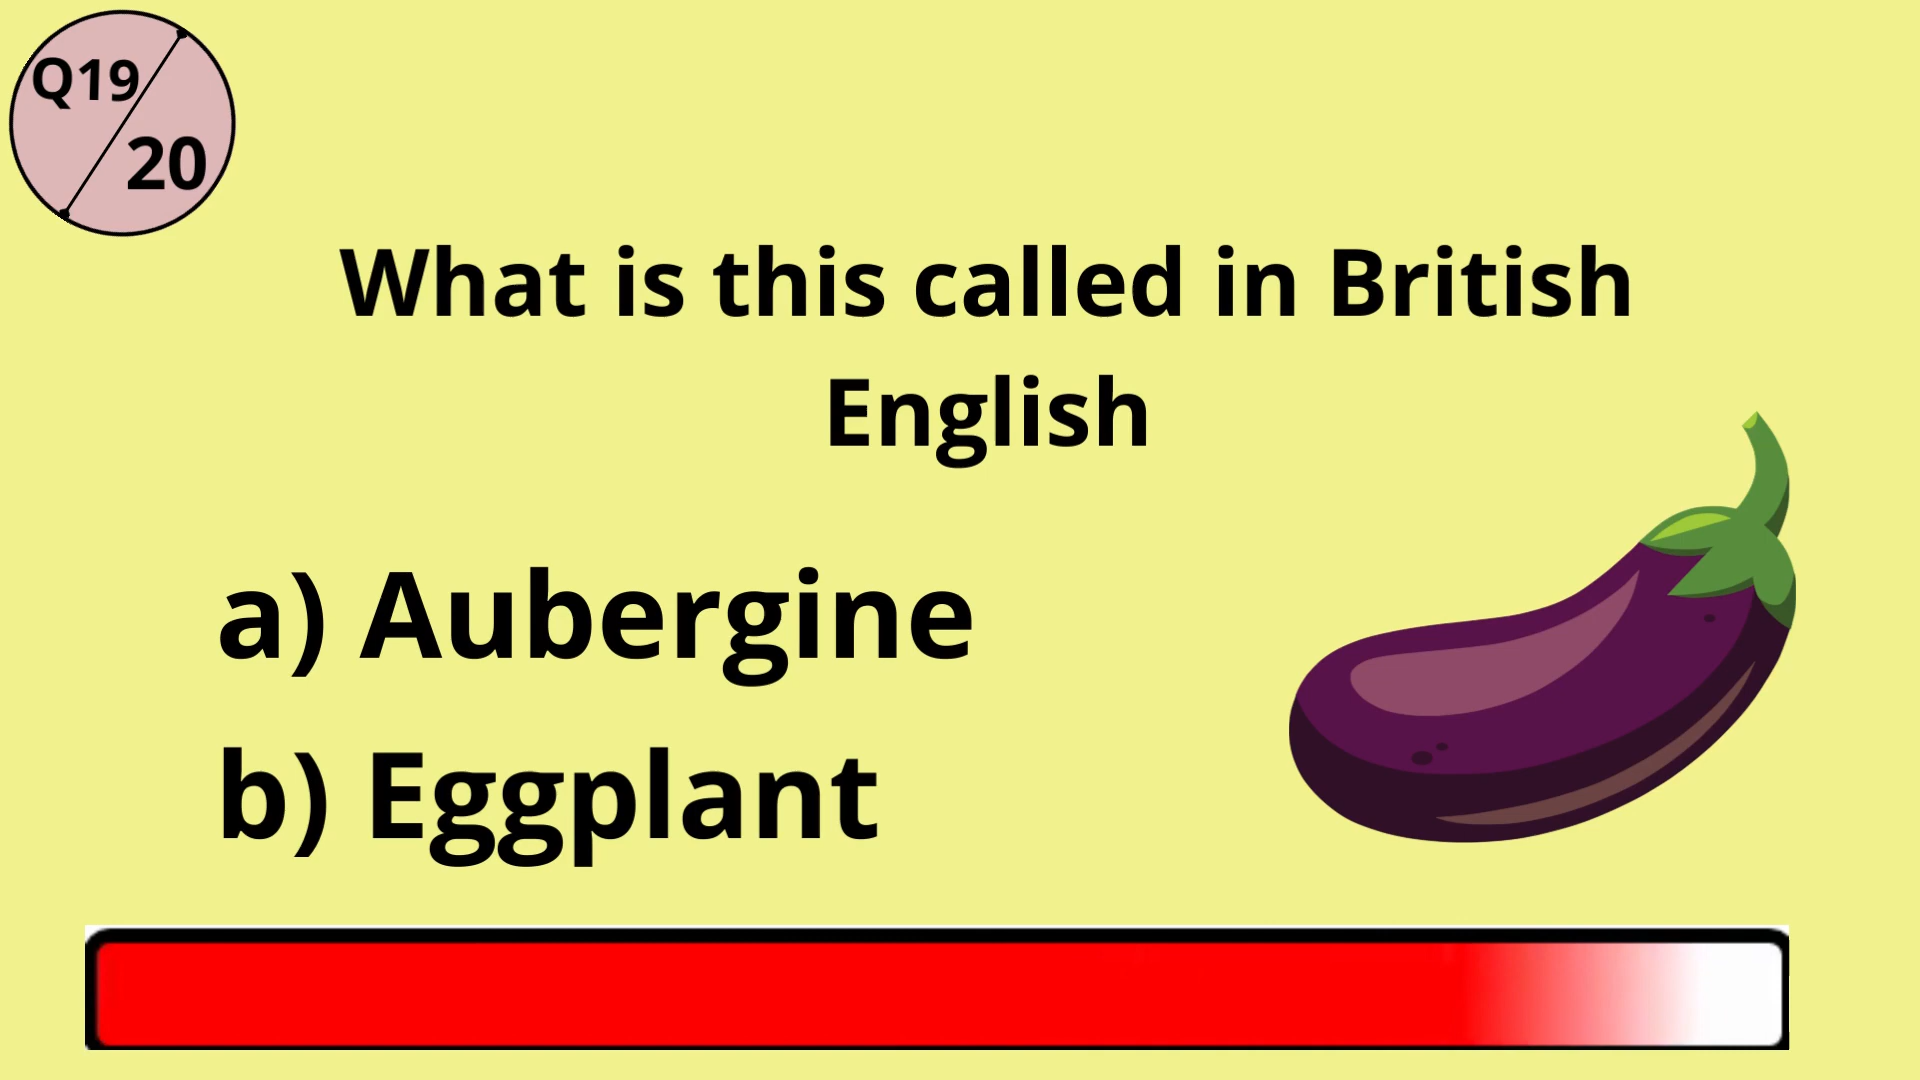 Q19
20
What is this called in British
English
a) Aubergine
b) Eggplant